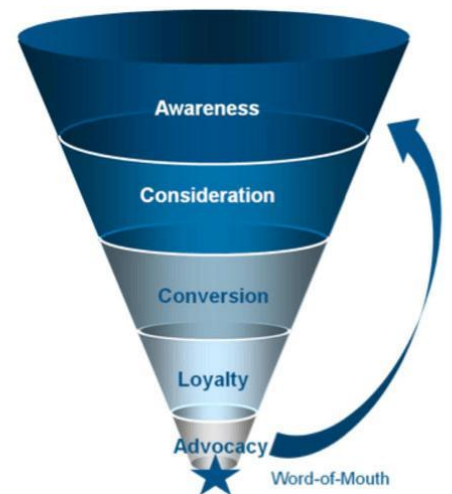 Awareness
Consideration
Conversion
Loyalty
Advocacy
Word-of-Mouth